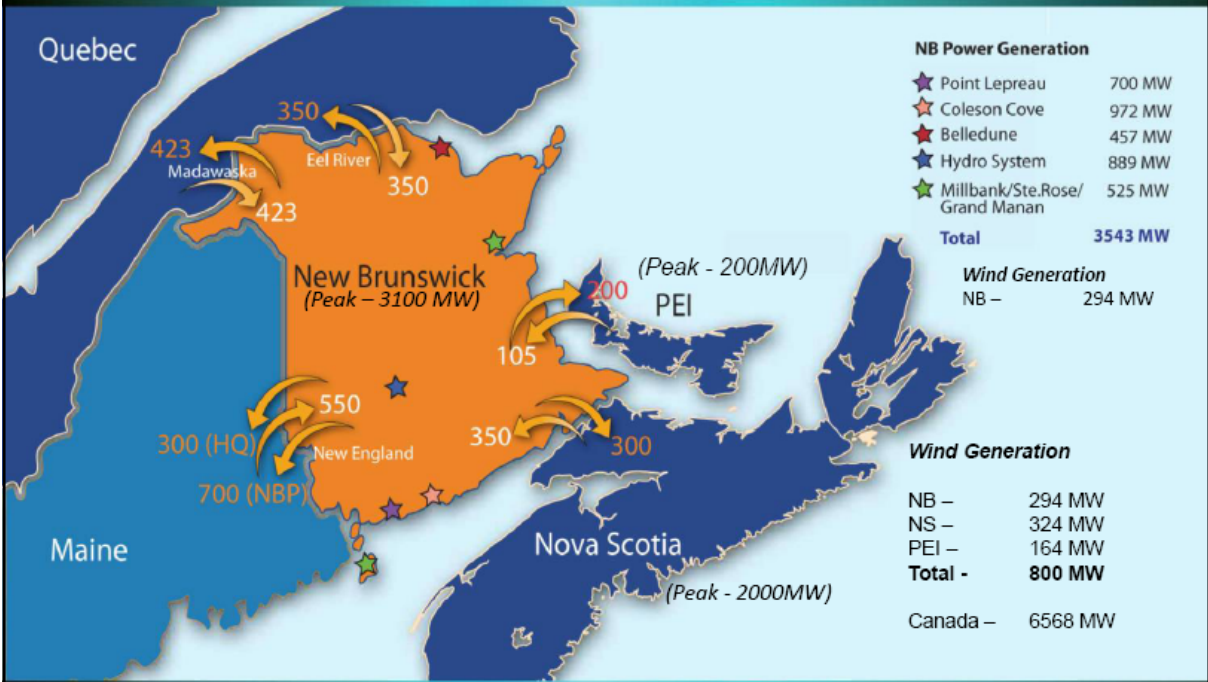 Quebec
350
423
Madawaska
Eel River
350
423
New Brunswick
(Peak – 3100 MW)
(Peak - 200MW)
200
PEI
105
550
300 (HQ)
New England
700 (NBP)
350
300
Maine
Nova Scotia
(Peak - 2000MW)
NB Power Generation
Point Lepreau 700 MW
Coleson Cove 972 MW
Belledune 457 MW
Hydro System 889 MW
Millbank/Ste.Rose/ 525 MW
Grand Manan
Total 3543 MW
Wind Generation
NB – 294 MW
Wind Generation
NB – 294 MW
NS – 324 MW
PEI – 164 MW
Total - 800 MW
Canada – 6568 MW